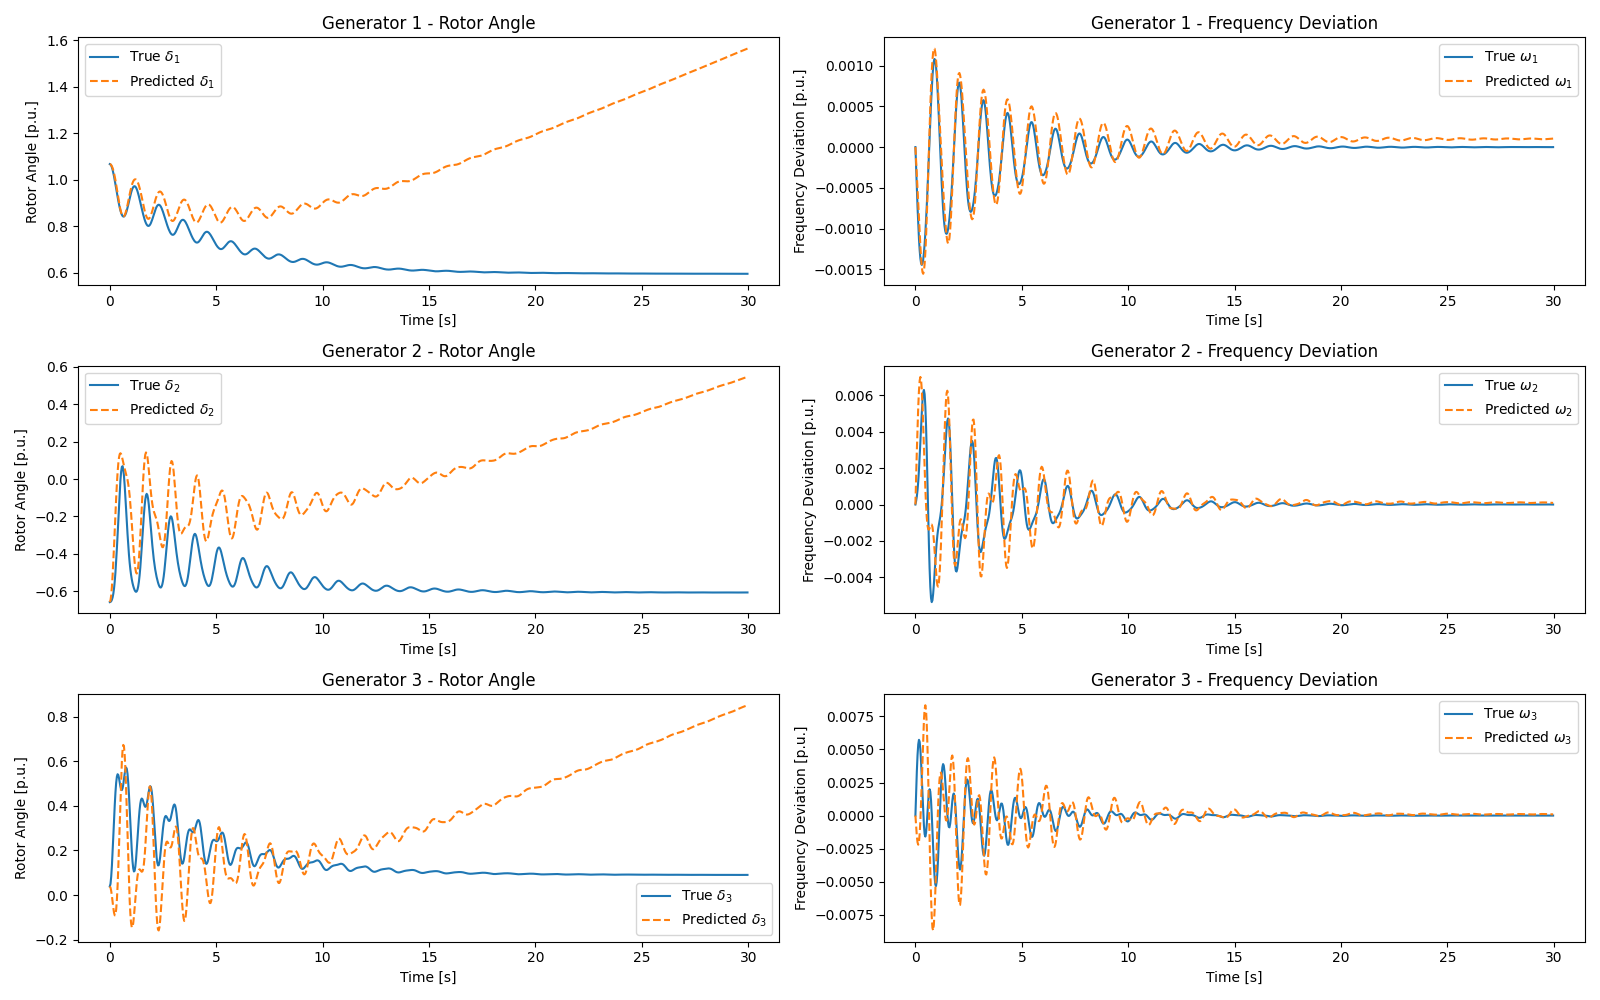 Generator 1 - Rotor Angle
Rotor Angle [p.u.]
1.6
1.4
1.2
1.0
0.8
0.6
True δ₁
Predicted δ₁
0 5 10 15 20 25 30
Time [s]
Generator 1 - Frequency Deviation
Frequency Deviation [p.u.]
0.0010
0.0005
0.0000
−0.0005
−0.0010
−0.0015
True ω₁
Predicted ω₁
0 5 10 15 20 25 30
Time [s]
Generator 2 - Rotor Angle
Rotor Angle [p.u.]
0.6
0.4
0.2
0.0
−0.2
−0.4
−0.6
True δ₂
Predicted δ₂
0 5 10 15 20 25 30
Time [s]
Generator 2 - Frequency Deviation
Frequency Deviation [p.u.]
0.006
0.004
0.002
0.000
−0.002
−0.004
True ω₂
Predicted ω₂
0 5 10 15 20 25 30
Time [s]
Generator 3 - Rotor Angle
Rotor Angle [p.u.]
0.8
0.6
0.4
0.2
0.0
−0.2
True δ₃
Predicted δ₃
0 5 10 15 20 25 30
Time [s]
Generator 3 - Frequency Deviation
Frequency Deviation [p.u.]
0.0075
0.0050
0.0025
0.0000
−0.0025
−0.0050
−0.0075
True ω₃
Predicted ω₃
0 5 10 15 20 25 30
Time [s]